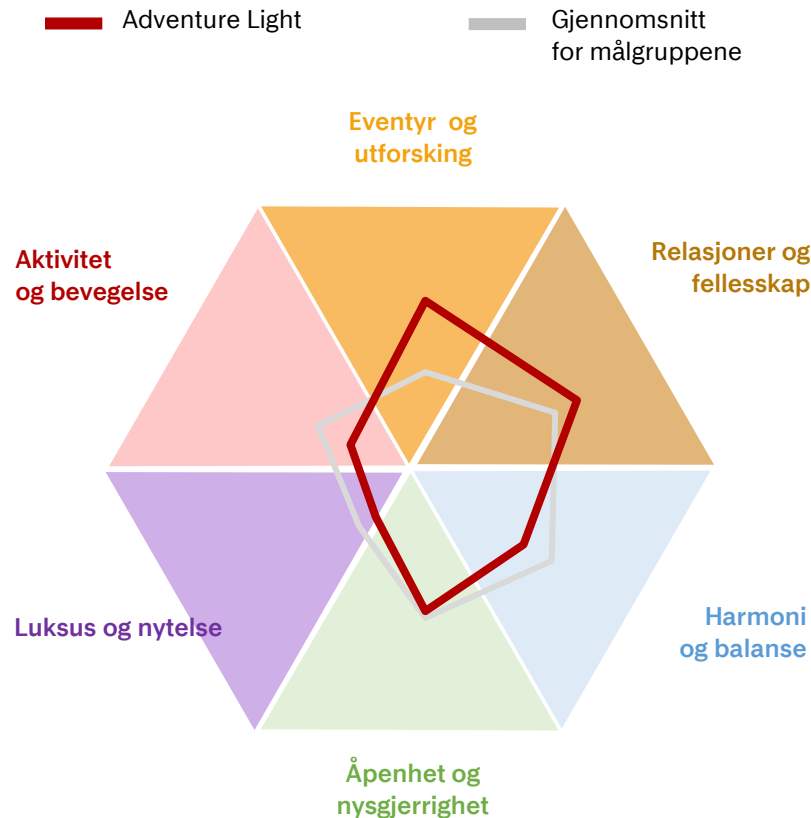 Adventure Light
Gjennomsnitt
for målgruppene
Eventyr og
utforsking
Aktivitet
og bevegelse
Relasjoner og
fellesskap
Luksus og nytelse
Harmoni
og balanse
Åpenhet og
nysgjerrighet